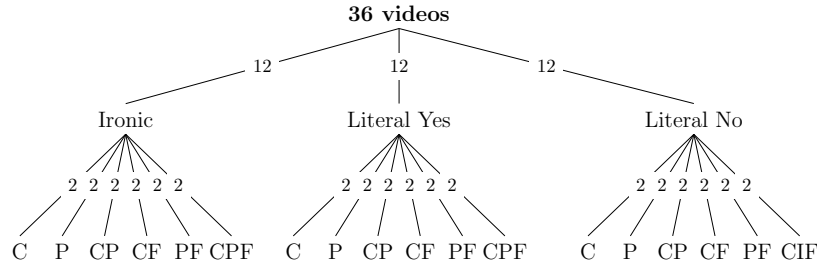 36 videos
12 12 12
Ironic Literal Yes Literal No
2 2 2 2 2 2 2 2 2 2 2 2 2 2 2 2 2 2
C P CP CF PF CPF C P CP CF PF CPF C P CP CF PF CIF